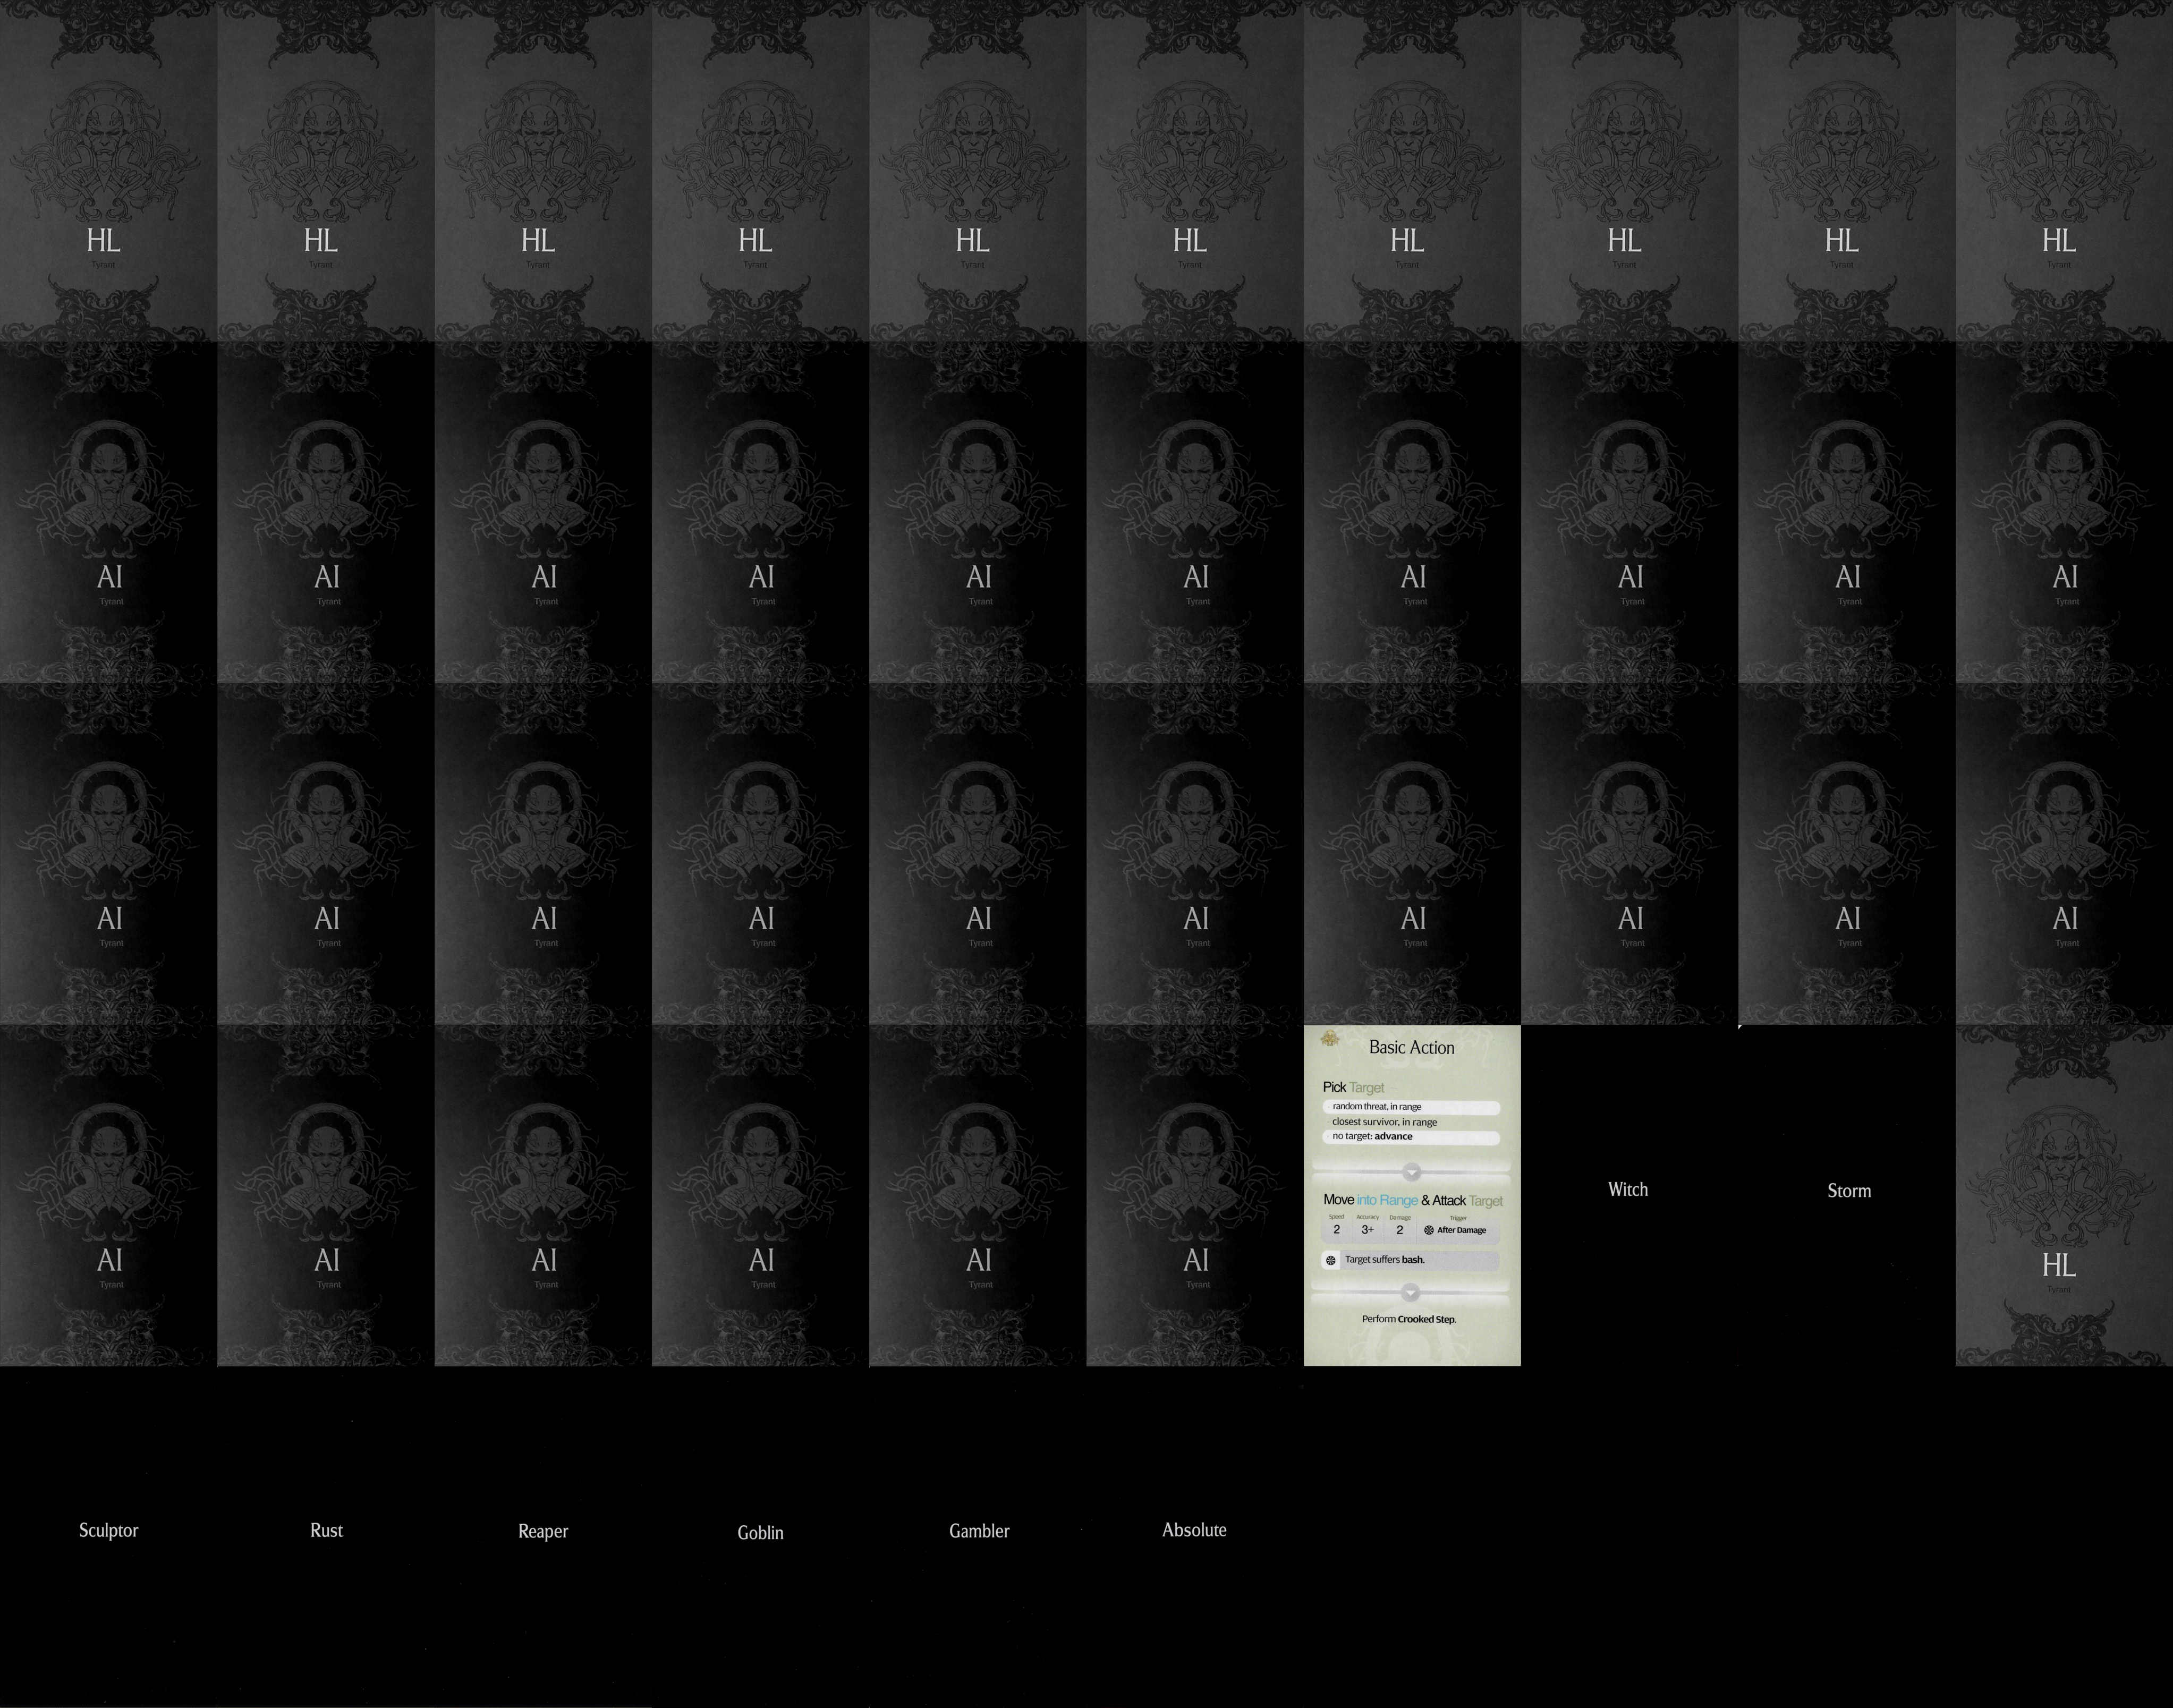 HL HL HL HL HL HL HL HL HL HL
Tyrant Tyrant Tyrant Tyrant Tyrant Tyrant Tyrant Tyrant Tyrant Tyrant
AI AI AI AI AI AI AI AI AI AI
Tyrant Tyrant Tyrant Tyrant Tyrant Tyrant Tyrant Tyrant Tyrant Tyrant
AI AI AI AI AI AI AI AI AI AI
Tyrant Tyrant Tyrant Tyrant Tyrant Tyrant Tyrant Tyrant Tyrant Tyrant
AI AI AI AI AI AI
Tyrant Tyrant Tyrant Tyrant Tyrant Tyrant
Basic Action
Pick Target
random threat, in range
closest survivor, in range
no target: advance
Move into Range & Attack Target
Speed Accuracy Damage Trigger
2 3+ 2 After Damage
Target suffers bash.
Perform Crooked Step.
Witch
Storm
HL
Tyrant
Sculptor
Rust
Reaper
Goblin
Gambler
Absolute